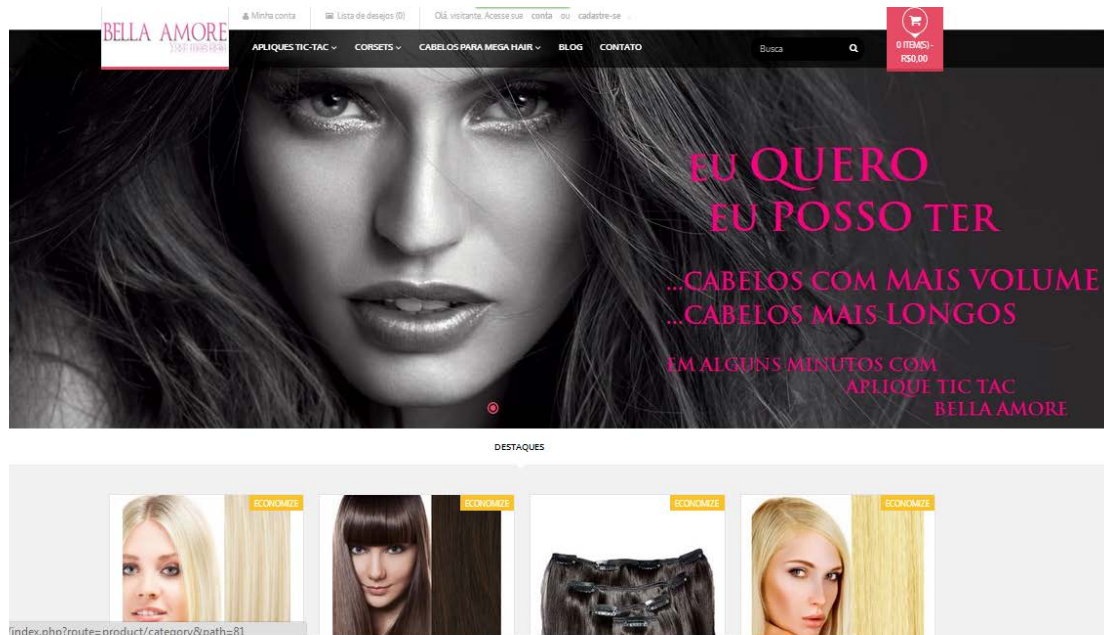 Minha conta
Lista de desejos (0)
Olá, visitante. Acesse sua conta ou cadastre-se .
BELLA AMORE
APLIQUES TIC-TAC
CORSETS
CABELOS PARA MEGA HAIR
BLOG
CONTATO
Busca
0 ITEM(S) -
R$0,00
EU QUERO
EU POSSO TER
...CABELOS COM MAIS VOLUME
...CABELOS MAIS LONGOS
EM ALGUNS MINUTOS COM
APLIQUE TIC TAC
BELLA AMORE
DESTAQUES
ECONOMIZE
ECONOMIZE
ECONOMIZE
ECONOMIZE
/index.php?route=product/category&path=81